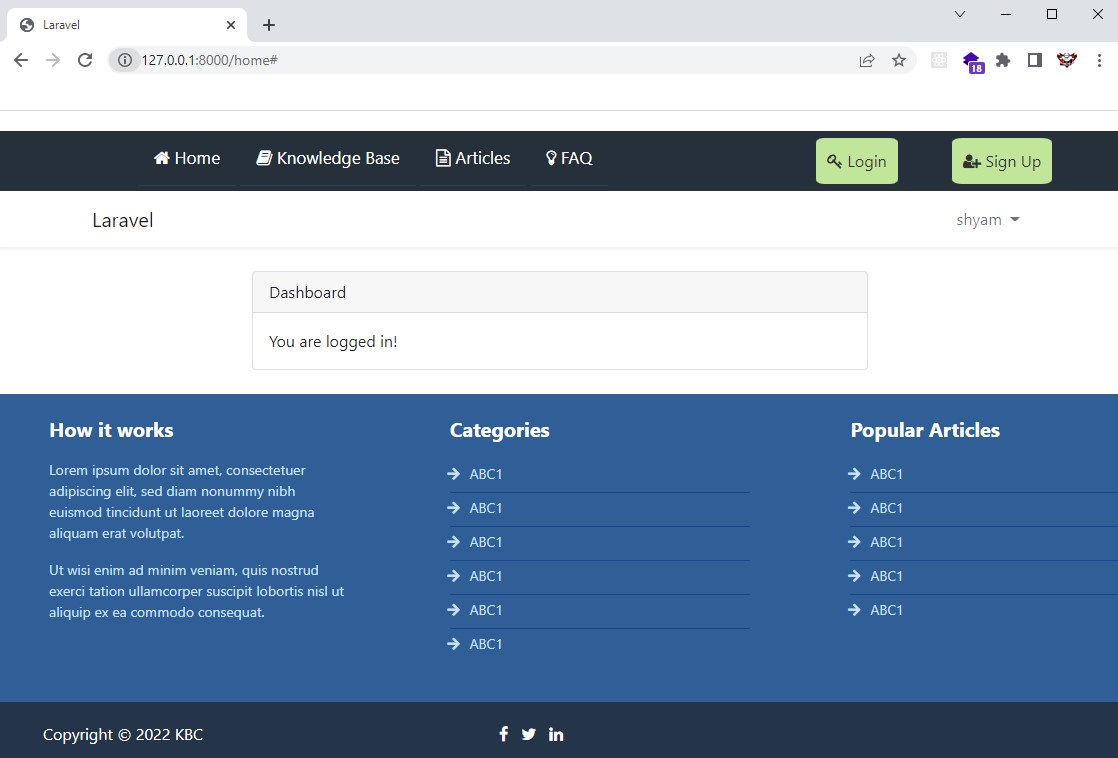 Laravel
127.0.0.1:8000/home#
18
Home Knowledge Base Articles FAQ Login Sign Up
Laravel shyam
Dashboard
You are logged in!
How it works
Lorem ipsum dolor sit amet, consectetuer
adipiscing elit, sed diam nonummy nibh
euismod tincidunt ut laoreet dolore magna
aliquam erat volutpat.
Ut wisi enim ad minim veniam, quis nostrud
exerci tation ullamcorper suscipit lobortis nisl ut
aliquip ex ea commodo consequat.
Categories
ABC1
ABC1
ABC1
ABC1
ABC1
ABC1
Popular Articles
ABC1
ABC1
ABC1
ABC1
ABC1
Copyright © 2022 KBC